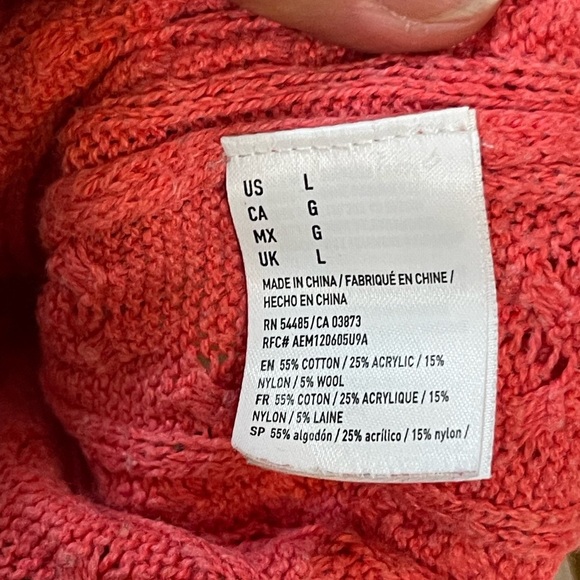 US L
CA G
MX G
UK L
MADE IN CHINA / FABRIQUÉ EN CHINE /
HECHO EN CHINA
RN 54485 / CA 03873
RFC# AEM120605U9A
EN 55% COTTON / 25% ACRYLIC / 15%
NYLON / 5% WOOL
FR 55% COTON / 25% ACRYLIQUE / 15%
NYLON / 5% LAINE
SP 55% algodón / 25% acrílico / 15% nylon /